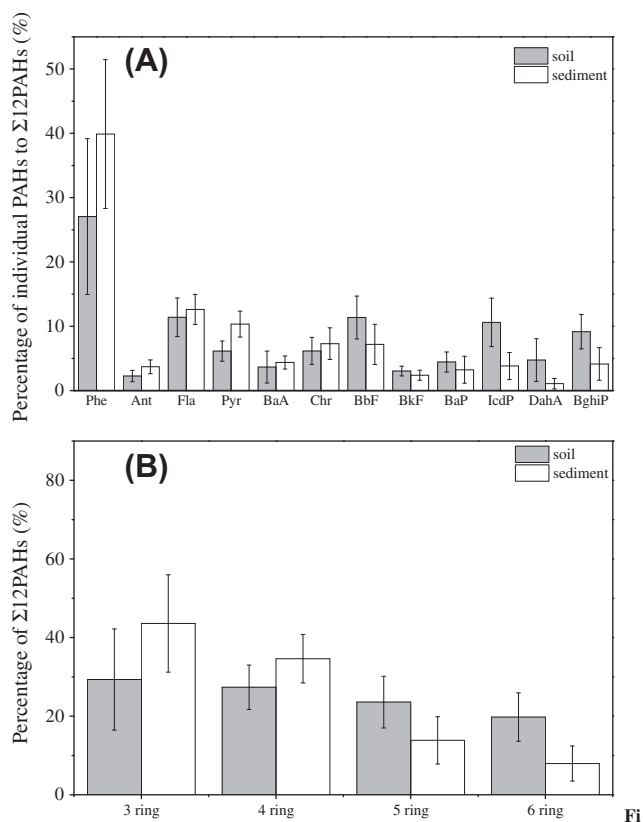 (A)
soil
sediment
Percentage of individual PAHs to Σ12PAHs (%)
50
40
30
20
10
0
Phe Ant Fla Pyr BaA Chr BbF BkF BaP IcdP DahA BghiP
(B)
soil
sediment
Percentage of Σ12PAHs (%)
80
60
40
20
0
3 ring 4 ring 5 ring 6 ring
Fi